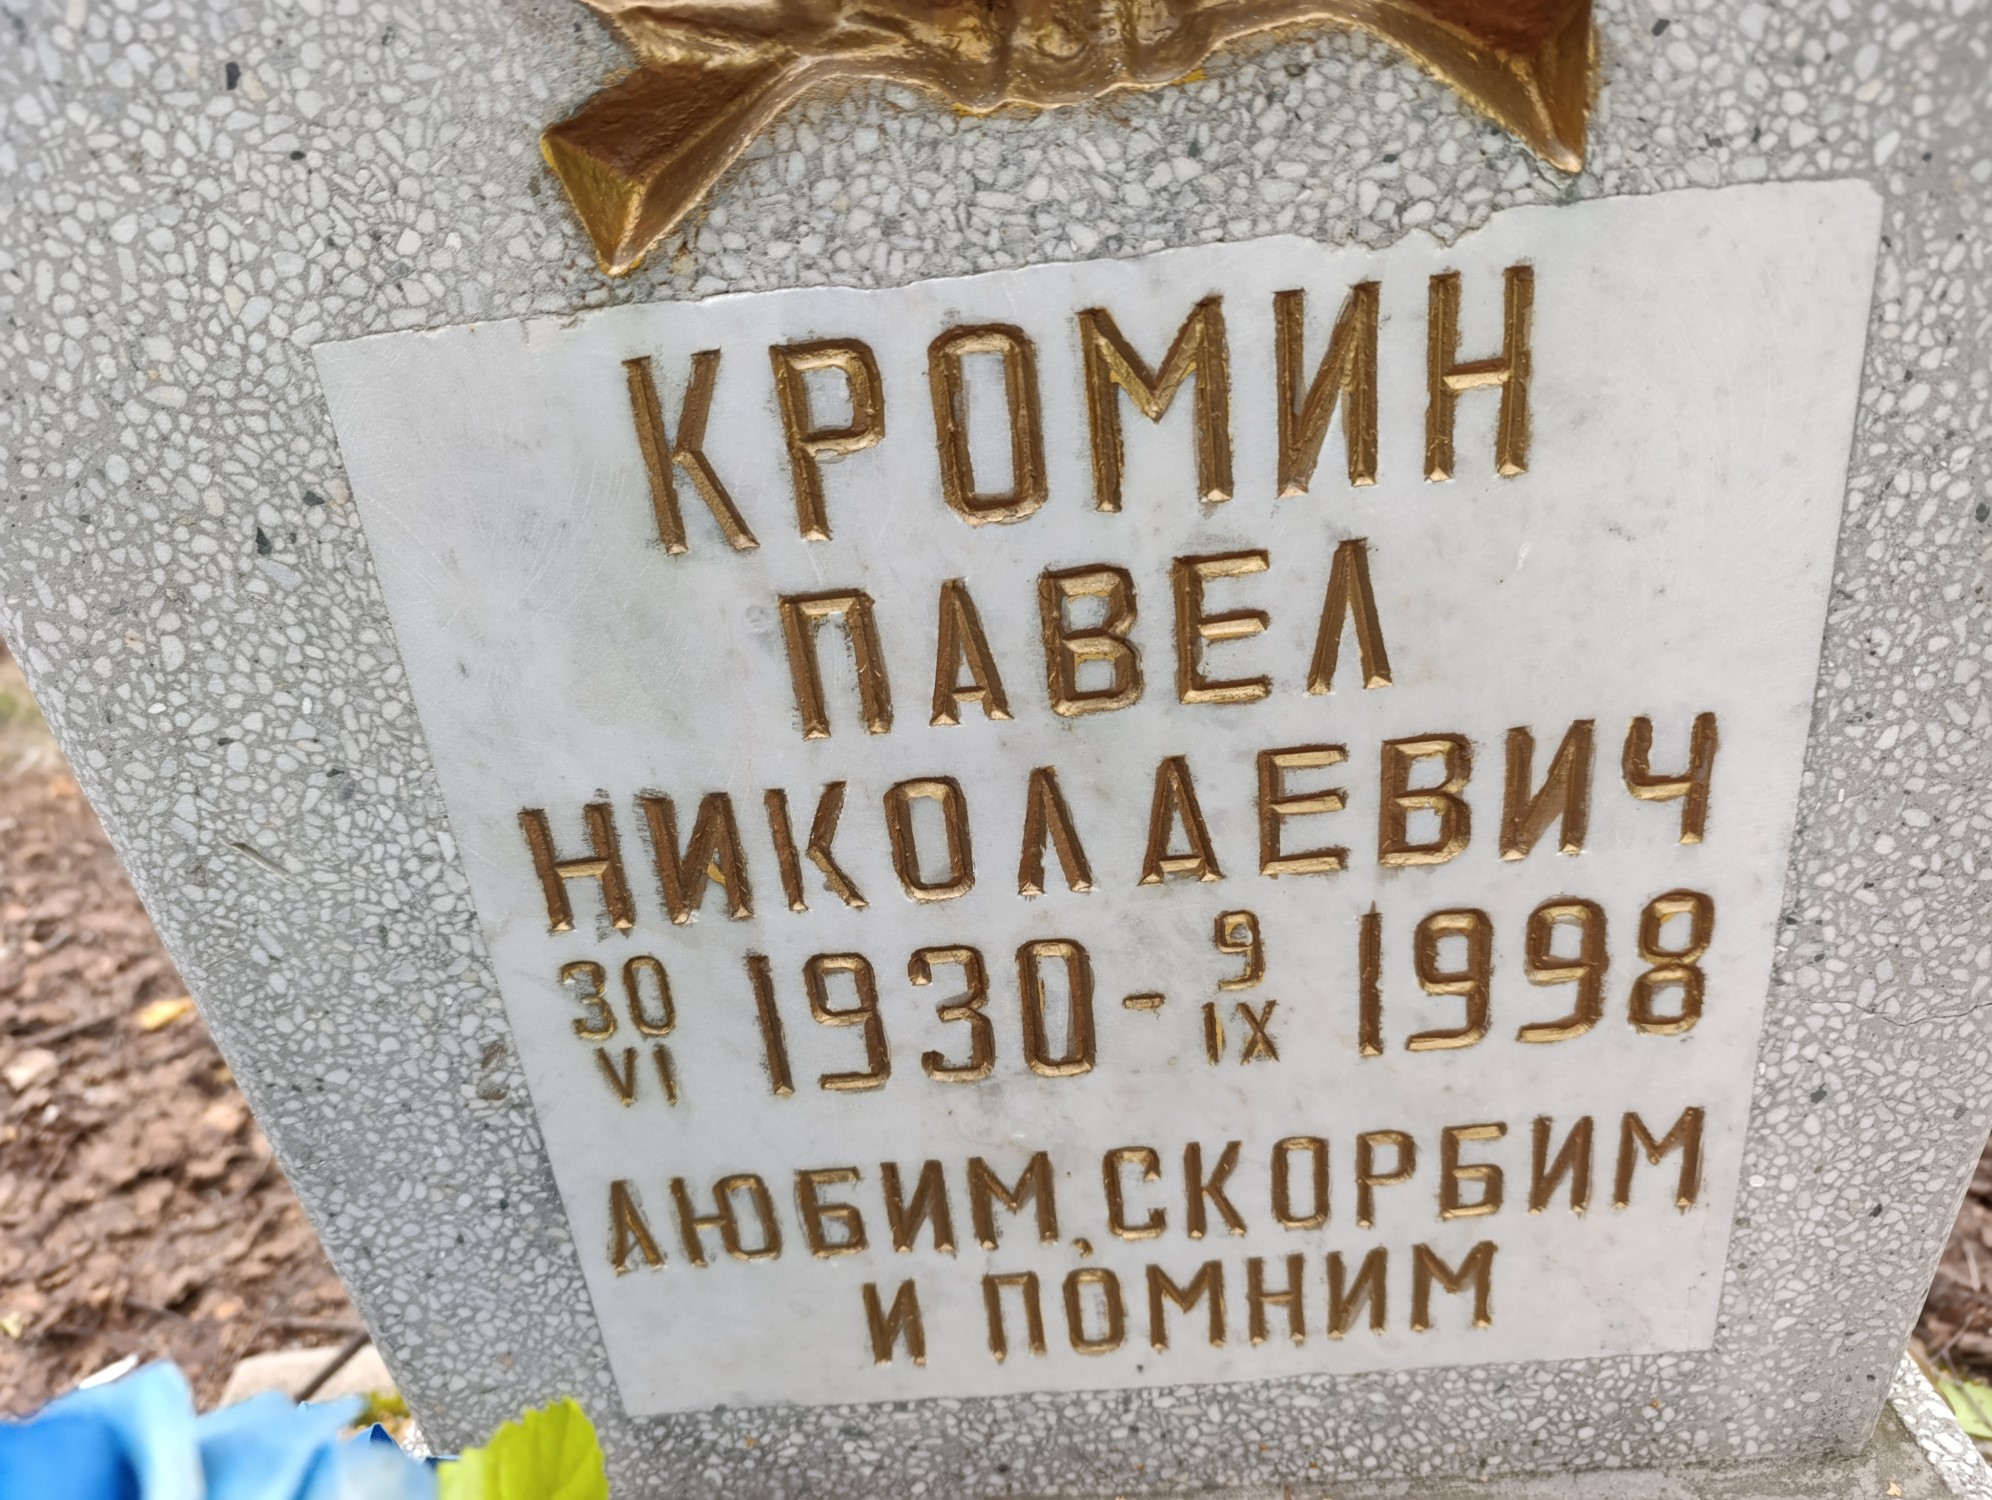 КРОМИН
ПАВЕЛ
НИКОЛАЕВИЧ
30 VI 1930 - 9 IX 1998
ЛЮБИМ, СКОРБИМ
И ПОМНИМ